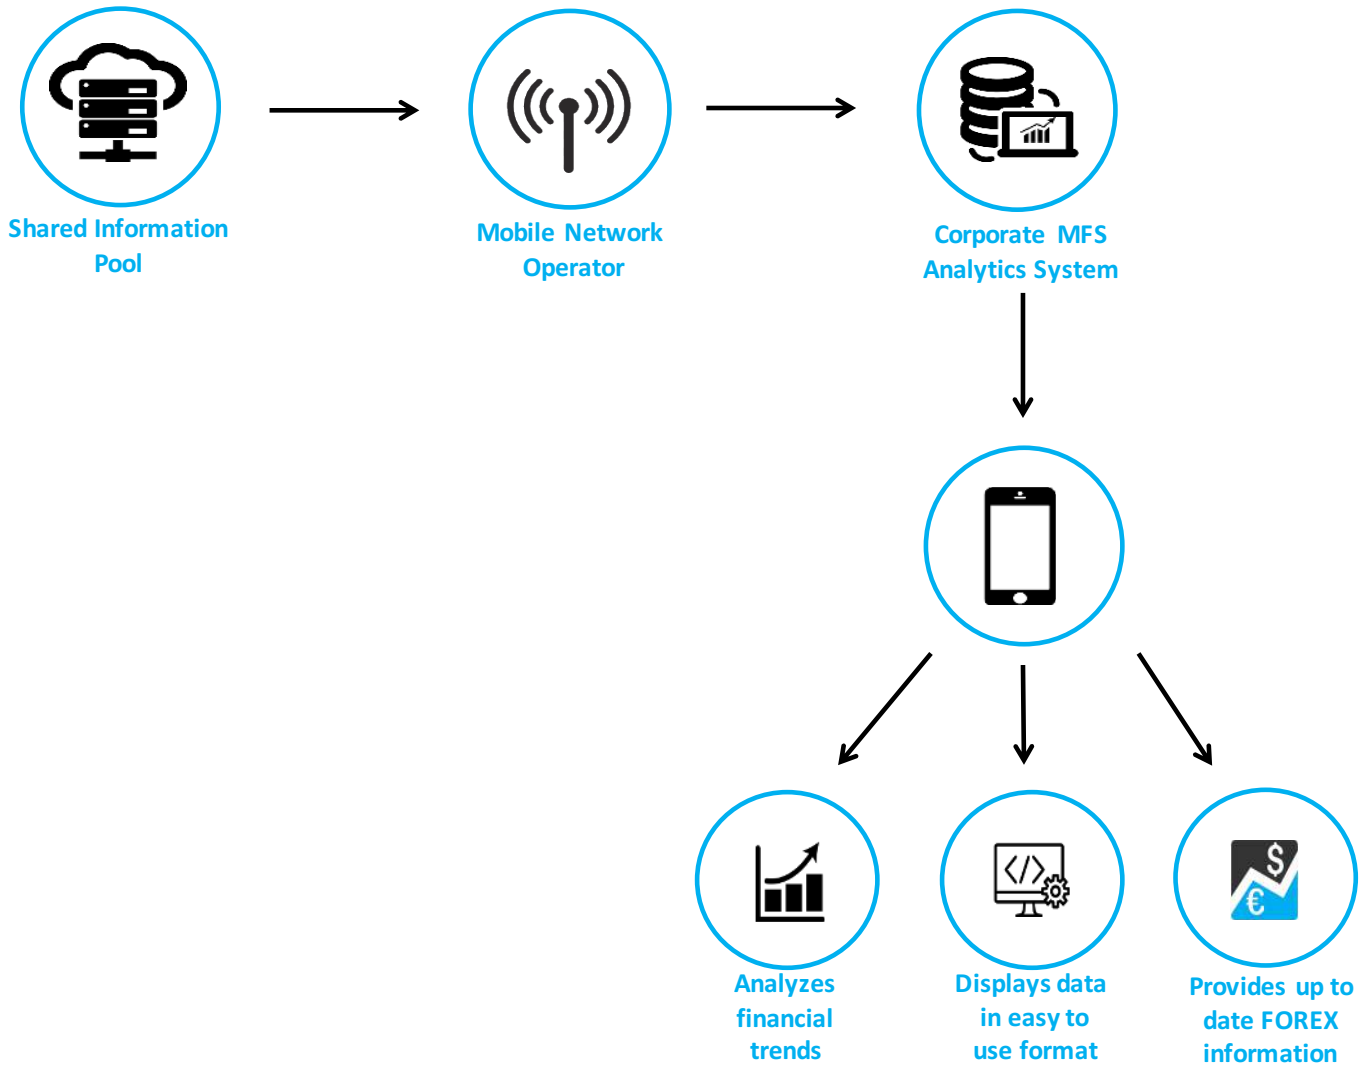 Shared Information
Pool
Mobile Network
Operator
Corporate MFS
Analytics System
</>
$
€
Analyzes
financial
trends
Displays data
in easy to
use format
Provides up to
date FOREX
information